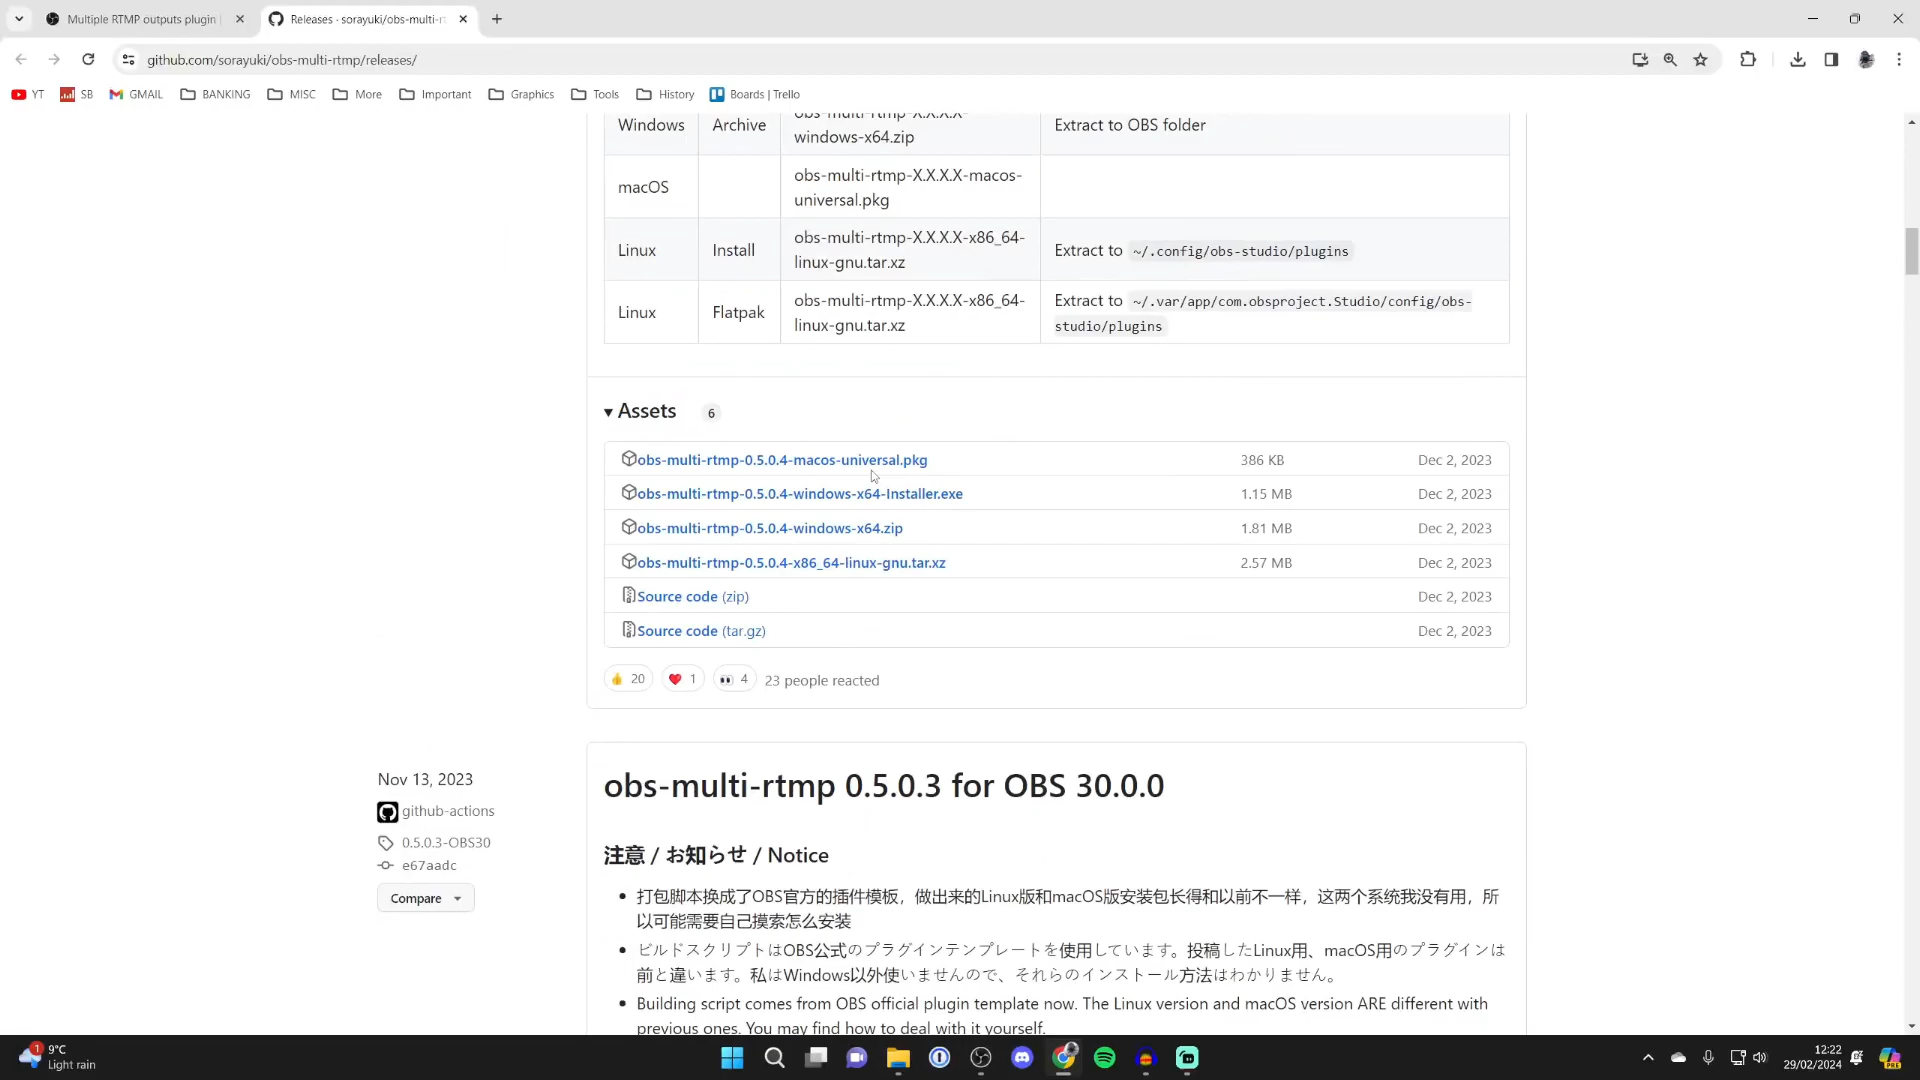 Multiple RTMP outputs plugin
Releases · sorayuki/obs-multi-rt
github.com/sorayuki/obs-multi-rtmp/releases/
YT SB GMAIL BANKING MISC More Important Graphics Tools History Boards | Trello
obs-multi-rtmp-X.X.X.X-
Windows Archive windows-x64.zip Extract to OBS folder
obs-multi-rtmp-X.X.X.X-macos-
macOS
universal.pkg
obs-multi-rtmp-X.X.X.X-x86_64-
Linux Install Extract to ~/.config/obs-studio/plugins
linux-gnu.tar.xz
obs-multi-rtmp-X.X.X.X-x86_64- Extract to ~/.var/app/com.obsproject.Studio/config/obs-
Linux Flatpak
linux-gnu.tar.xz studio/plugins
Assets 6
obs-multi-rtmp-0.5.0.4-macos-universal.pkg 386 KB Dec 2, 2023
obs-multi-rtmp-0.5.0.4-windows-x64-Installer.exe 1.15 MB Dec 2, 2023
obs-multi-rtmp-0.5.0.4-windows-x64.zip 1.81 MB Dec 2, 2023
obs-multi-rtmp-0.5.0.4-x86_64-linux-gnu.tar.xz 2.57 MB Dec 2, 2023
Source code (zip) Dec 2, 2023
Source code (tar.gz) Dec 2, 2023
👍 20 ❤️ 1 👀 4 23 people reacted
Nov 13, 2023
github-actions
0.5.0.3-OBS30
e67aadc
Compare
obs-multi-rtmp 0.5.0.3 for OBS 30.0.0
注意 / お知らせ / Notice
打包脚本换成了OBS官方的插件模板，做出来的Linux版和macOS版安装包长得和以前不一样，这两个系统我没有用，所
以可能需要自己摸索怎么安装
ビルドスクリプトはOBS公式のプラグインテンプレートを使用しています。投稿したLinux用、macOS用のプラグインは
前と違います。私はWindows以外使いませんので、それらのインストール方法はわかりません。
Building script comes from OBS official plugin template now. The Linux version and macOS version ARE different with
previous ones. You may find how to deal with it yourself.
1
9°C
Light rain
12:22
29/02/2024
PRE